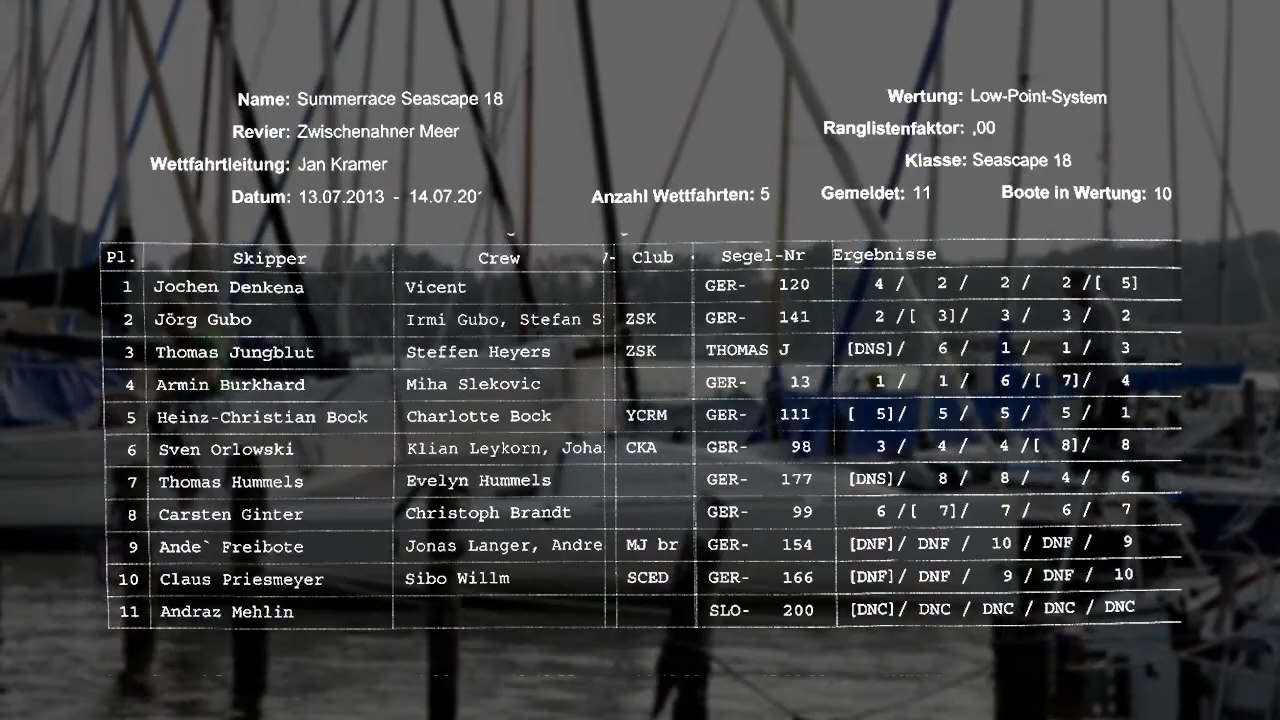 Name: Summerrace Seascape 18
Wertung: Low-Point-System
Revier: Zwischenahner Meer
Ranglistenfaktor: ,00
Wettfahrtleitung: Jan Kramer
Klasse: Seascape 18
Datum: 13.07.2013 - 14.07.20 Anzahl Wettfahrten: 5 Gemeldet: 11 Boote in Wertung: 10
Pl. Skipper Crew Club Segel-Nr Ergebnisse
1 Jochen Denkena Vicent GER- 120 4 / 2 / 2 / 2 /[ 5]
2 Jörg Gubo Irmi Gubo, Stefan S ZSK GER- 141 2 /[ 3]/ 3 / 3 / 2
3 Thomas Jungblut Steffen Heyers ZSK THOMAS J [DNS]/ 6 / 1 / 1 / 3
4 Armin Burkhard Miha Slekovic GER- 13 1 / 1 / 6 /[ 7]/ 4
5 Heinz-Christian Bock Charlotte Bock YCRM GER- 111 [ 5]/ 5 / 5 / 5 / 1
6 Sven Orlowski Klian Leykorn, Joha CKA GER- 98 3 / 4 / 4 /[ 8]/ 8
7 Thomas Hummels Evelyn Hummels GER- 177 [DNS]/ 8 / 8 / 4 / 6
8 Carsten Ginter Christoph Brandt GER- 99 6 /[ 7]/ 7 / 6 / 7
9 Ande` Freibote Jonas Langer, Andre MJ br GER- 154 [DNF]/ DNF / 10 / DNF / 9
10 Claus Priesmeyer Sibo Willm SCED GER- 166 [DNF]/ DNF / 9 / DNF / 10
11 Andraz Mehlin SLO- 200 [DNC]/ DNC / DNC / DNC / DNC